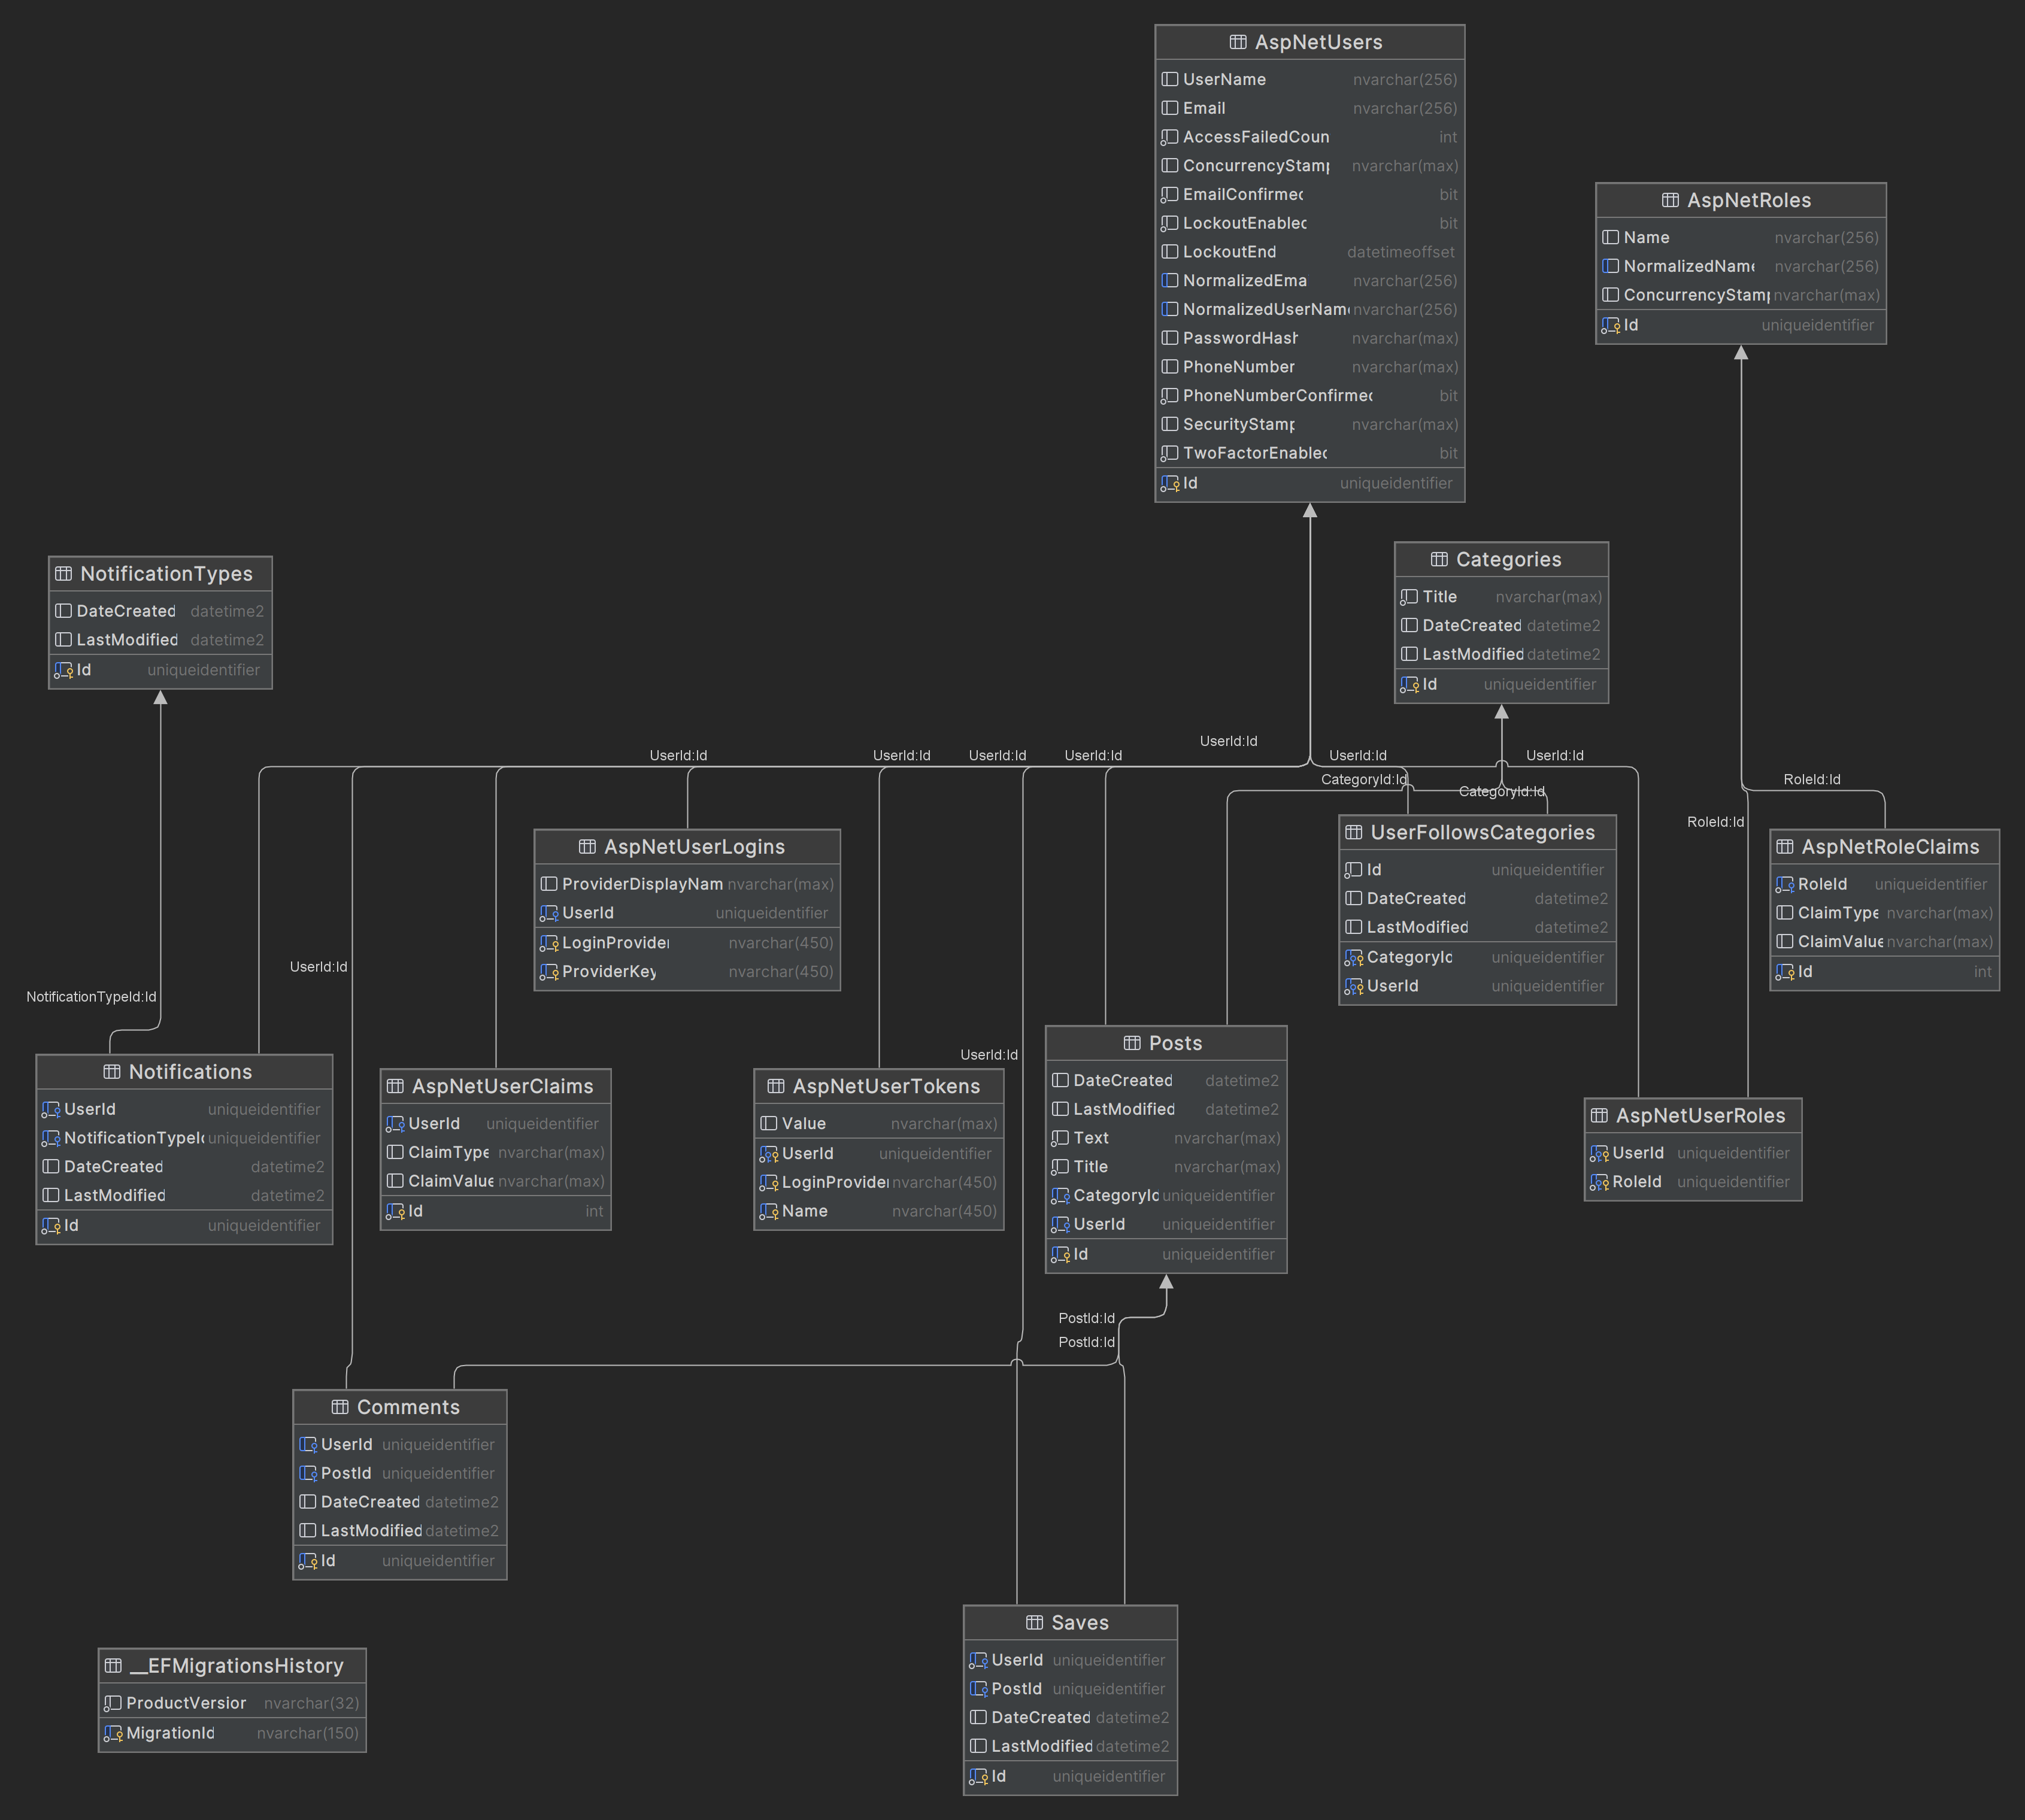 AspNetUsers
UserName nvarchar(256)
Email nvarchar(256)
AccessFailedCoun int
ConcurrencyStamp nvarchar(max)
EmailConfirmed bit
LockoutEnabled bit
LockoutEnd datetimeoffset
NormalizedEma nvarchar(256)
NormalizedUserName nvarchar(256)
PasswordHash nvarchar(max)
PhoneNumber nvarchar(max)
PhoneNumberConfirmed bit
SecurityStamp nvarchar(max)
TwoFactorEnabled bit
Id uniqueidentifier
AspNetRoles
Name nvarchar(256)
NormalizedName nvarchar(256)
ConcurrencyStamp nvarchar(max)
Id uniqueidentifier
NotificationTypes
DateCreated datetime2
LastModified datetime2
Id uniqueidentifier
Categories
Title nvarchar(max)
DateCreated datetime2
LastModified datetime2
Id uniqueidentifier
UserId:Id
UserId:Id
UserId:Id
UserId:Id
UserId:Id
UserId:Id
UserId:Id
CategoryId:Id
CategoryId:Id
RoleId:Id
RoleId:Id
AspNetUserLogins
ProviderDisplayNam nvarchar(max)
UserId uniqueidentifier
LoginProvider nvarchar(450)
ProviderKey nvarchar(450)
UserFollowsCategories
Id uniqueidentifier
DateCreated datetime2
LastModified datetime2
CategoryId uniqueidentifier
UserId uniqueidentifier
AspNetRoleClaims
RoleId uniqueidentifier
ClaimType nvarchar(max)
ClaimValue nvarchar(max)
Id int
UserId:Id
NotificationTypeId:Id
UserId:Id
Notifications
UserId uniqueidentifier
NotificationTypeId uniqueidentifier
DateCreated datetime2
LastModified datetime2
Id uniqueidentifier
AspNetUserClaims
UserId uniqueidentifier
ClaimType nvarchar(max)
ClaimValue nvarchar(max)
Id int
AspNetUserTokens
Value nvarchar(max)
UserId uniqueidentifier
LoginProvider nvarchar(450)
Name nvarchar(450)
Posts
DateCreated datetime2
LastModified datetime2
Text nvarchar(max)
Title nvarchar(max)
CategoryId uniqueidentifier
UserId uniqueidentifier
Id uniqueidentifier
AspNetUserRoles
UserId uniqueidentifier
RoleId uniqueidentifier
PostId:Id
PostId:Id
Comments
UserId uniqueidentifier
PostId uniqueidentifier
DateCreated datetime2
LastModified datetime2
Id uniqueidentifier
Saves
UserId uniqueidentifier
PostId uniqueidentifier
DateCreated datetime2
LastModified datetime2
Id uniqueidentifier
__EFMigrationsHistory
ProductVersion nvarchar(32)
MigrationId nvarchar(150)